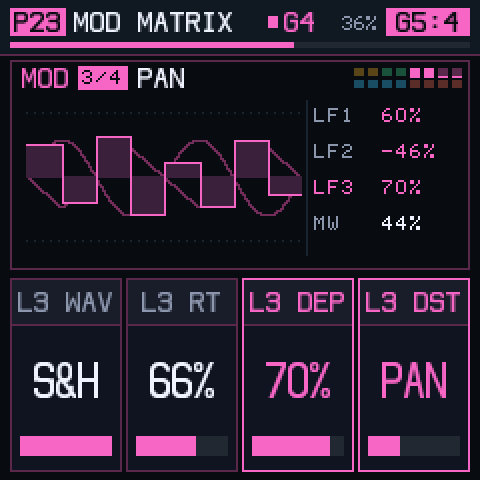 P23 MOD MATRIX G4 36% G5:4
MOD 3/4 PAN
LF1 60%
LF2 -46%
LF3 70%
MW 44%
L3 WAV L3 RT L3 DEP L3 DST
S&H 66% 70% PAN